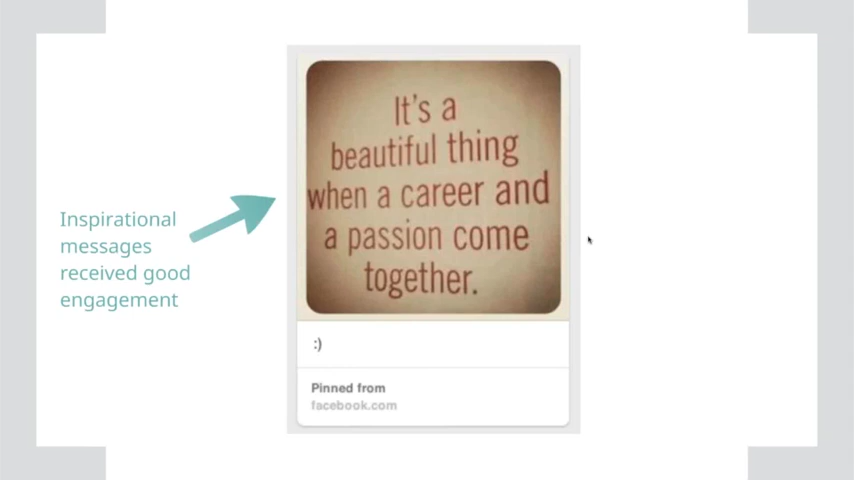 Inspirational
messages
received good
engagement
It's a
beautiful thing
when a career and
a passion come
together.
:)
Pinned from
facebook.com